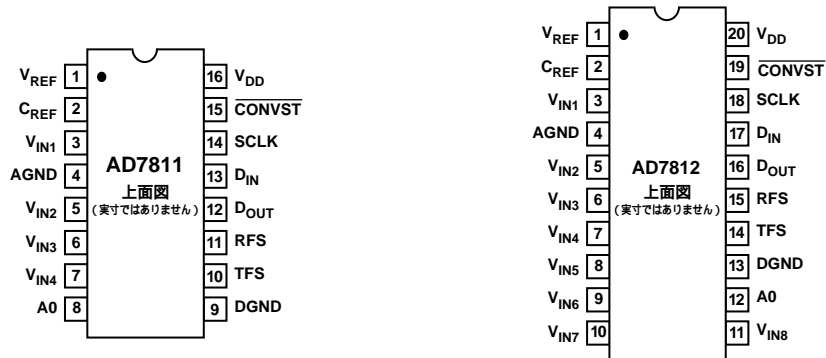 VREF 1
16 VDD
CREF 2
15 CONVST
VIN1 3
14 SCLK
AGND 4
13 DIN
VIN2 5
12 DOUT
VIN3 6
11 RFS
VIN4 7
10 TFS
A0 8
9 DGND
AD7811
上面図
(実寸ではありません)
VREF 1
20 VDD
CREF 2
19 CONVST
VIN1 3
18 SCLK
AGND 4
17 DIN
VIN2 5
16 DOUT
VIN3 6
15 RFS
VIN4 7
14 TFS
VIN5 8
13 DGND
VIN6 9
12 A0
VIN7 10
11 VIN8
AD7812
上面図
(実寸ではありません)